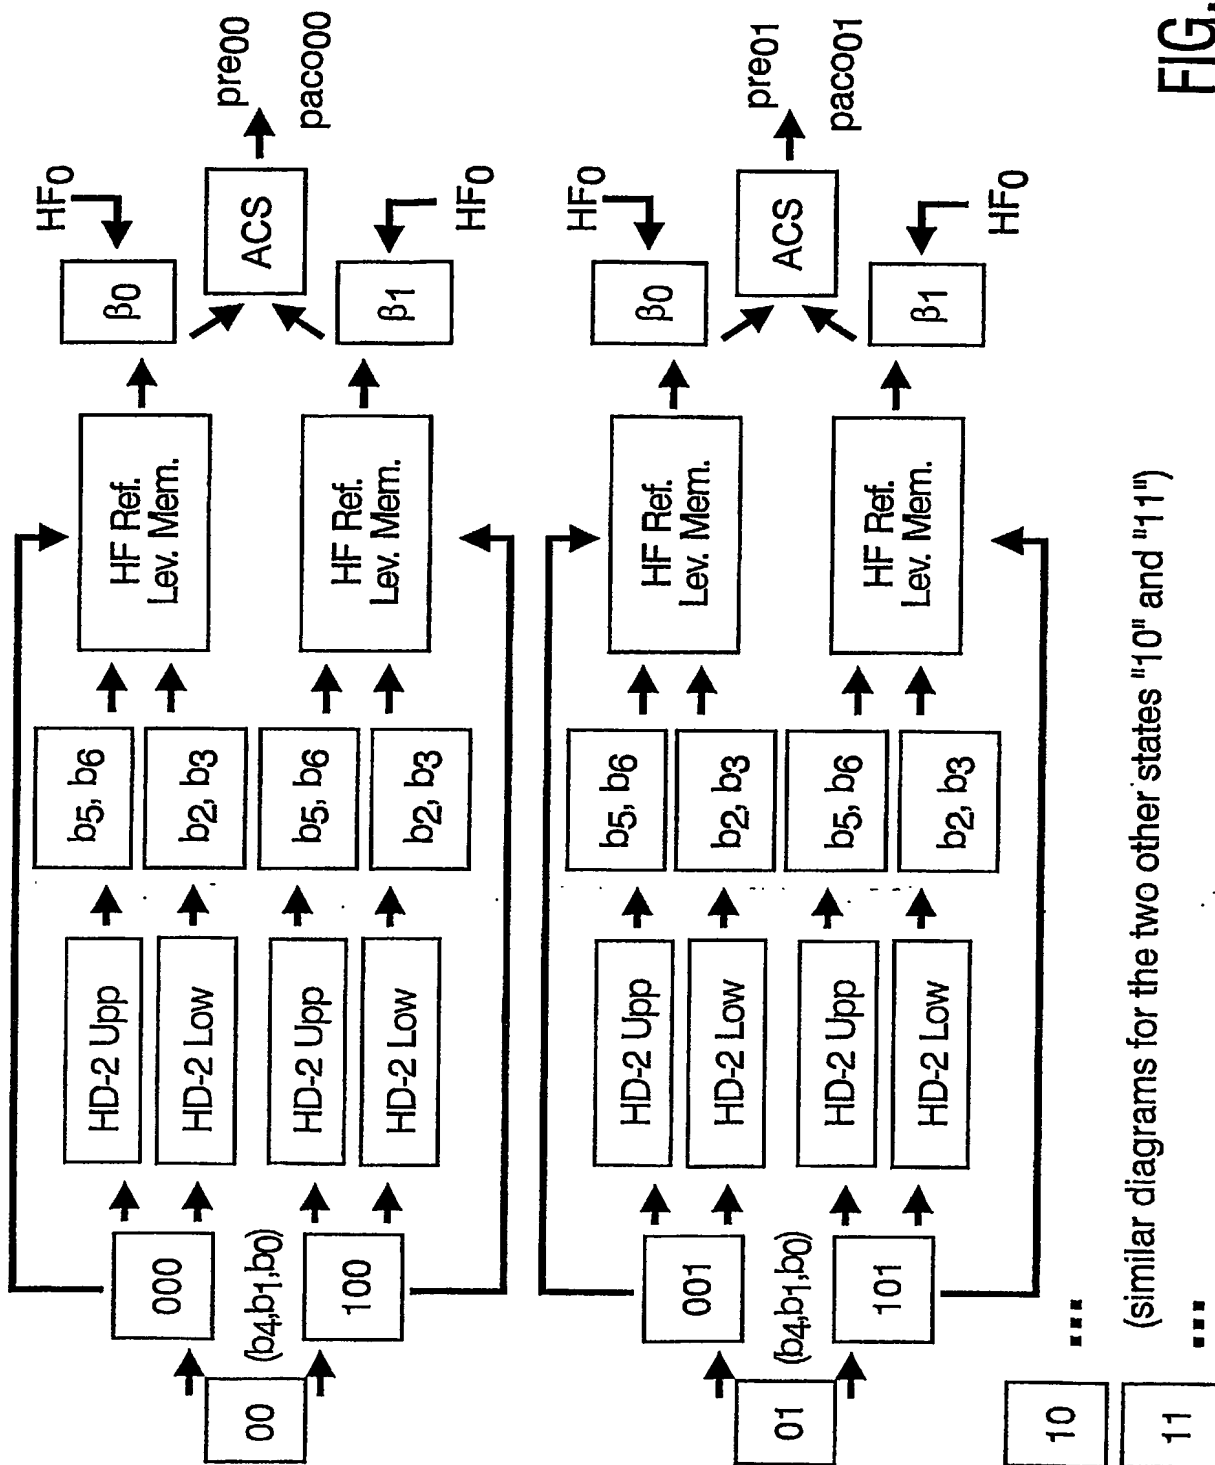 00
000
(b4,b1,b0)
100
HD-2 Upp
HD-2 Low
HD-2 Upp
HD-2 Low
b5, b6
b2, b3
b5, b6
b2, b3
HF Ref.
Lev. Mem.
HF Ref.
Lev. Mem.
β0
β1
HF0
HF0
ACS
pre00
paco00
01
001
(b4,b1,b0)
101
HD-2 Upp
HD-2 Low
HD-2 Upp
HD-2 Low
b5, b6
b2, b3
b5, b6
b2, b3
HF Ref.
Lev. Mem.
HF Ref.
Lev. Mem.
β0
β1
HF0
HF0
ACS
pre01
paco01
10 ...
(similar diagrams for the two other states "10" and "11")
11 ...
FIG.